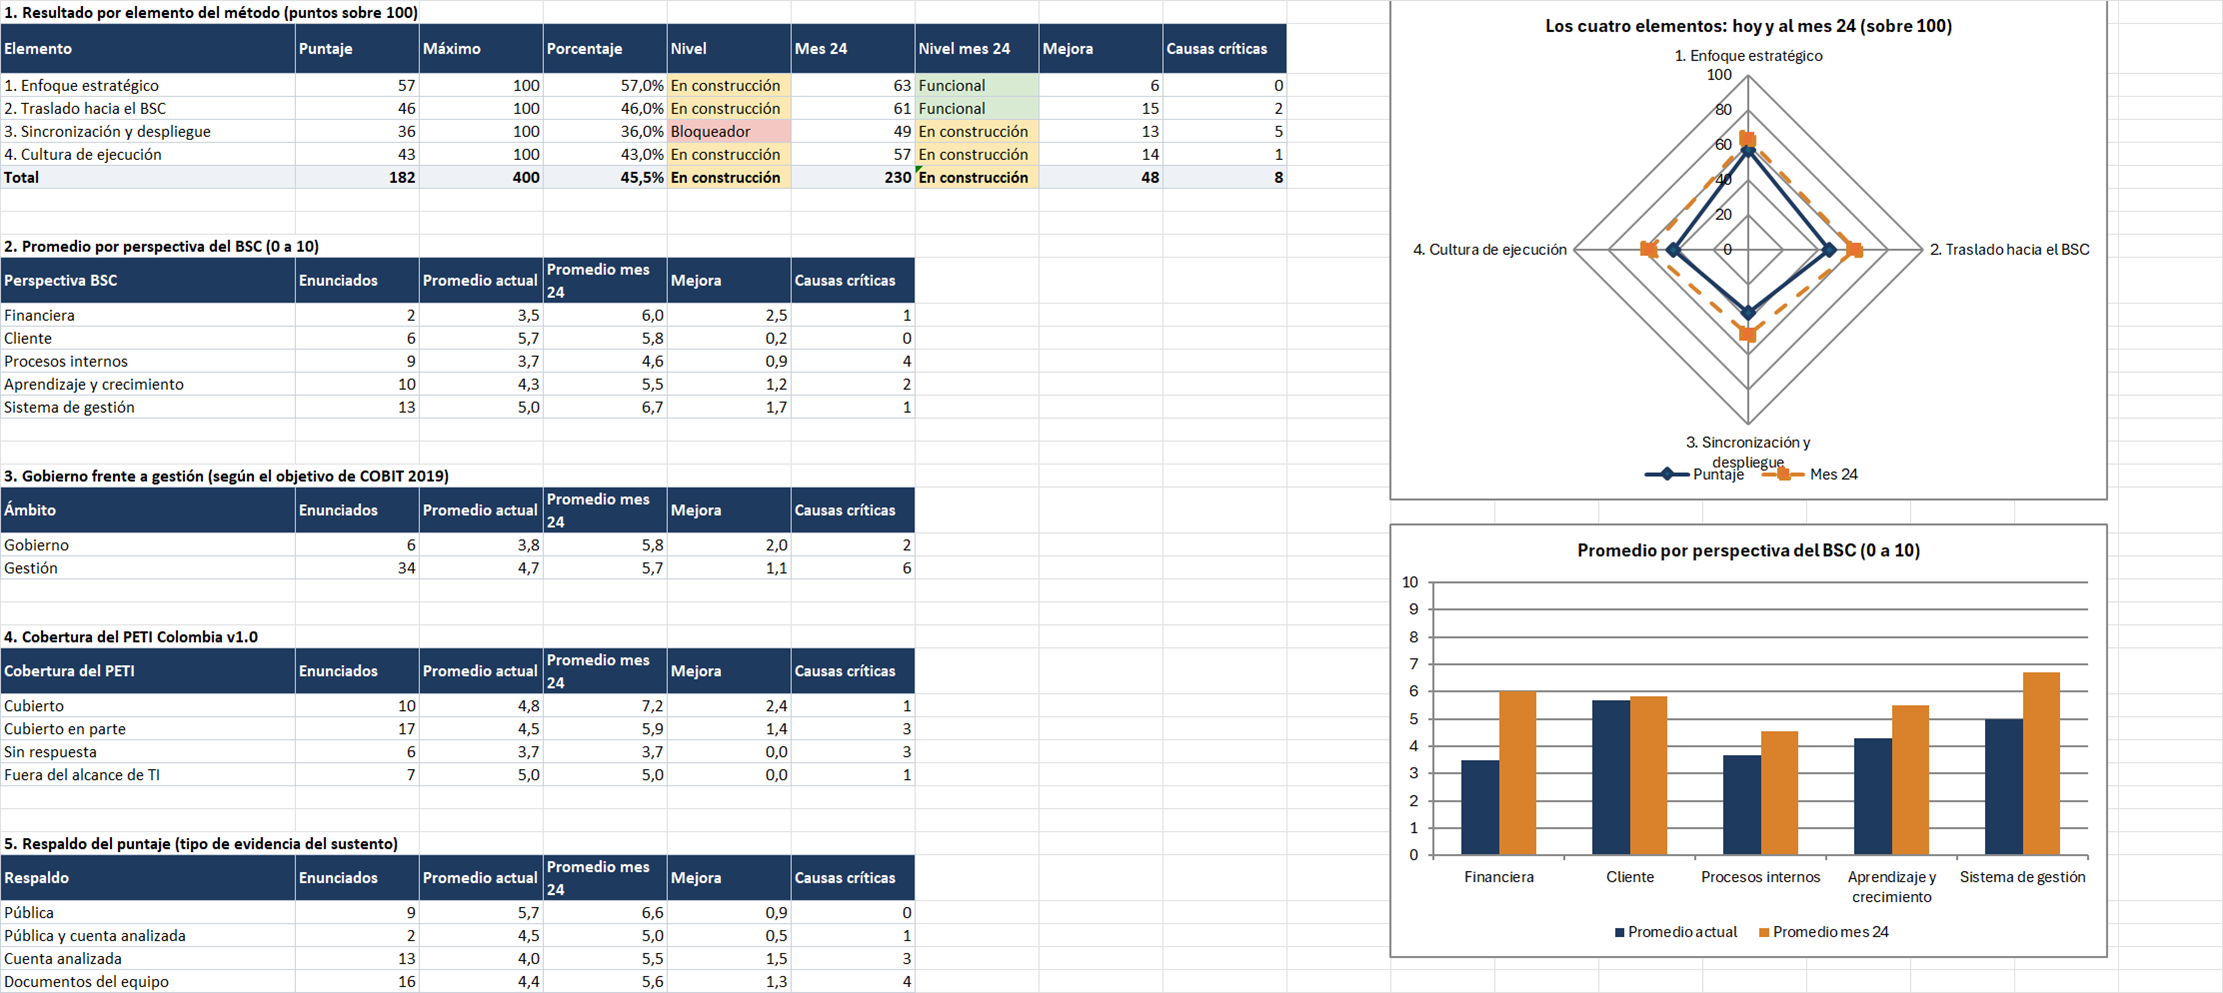 1. Resultado por elemento del método (puntos sobre 100)
Elemento Puntaje Máximo Porcentaje Nivel Mes 24 Nivel mes 24 Mejora Causas críticas
1. Enfoque estratégico 57 100 57,0% En construcción 63 Funcional 6 0
2. Traslado hacia el BSC 46 100 46,0% En construcción 61 Funcional 15 2
3. Sincronización y despliegue 36 100 36,0% Bloqueador 49 En construcción 13 5
4. Cultura de ejecución 43 100 43,0% En construcción 57 En construcción 14 1
Total 182 400 45,5% En construcción 230 En construcción 48 8
2. Promedio por perspectiva del BSC (0 a 10)
Perspectiva BSC Enunciados Promedio actual Promedio mes 24 Mejora Causas críticas
Financiera 2 3,5 6,0 2,5 1
Cliente 6 5,7 5,8 0,2 0
Procesos internos 9 3,7 4,6 0,9 4
Aprendizaje y crecimiento 10 4,3 5,5 1,2 2
Sistema de gestión 13 5,0 6,7 1,7 1
3. Gobierno frente a gestión (según el objetivo de COBIT 2019)
Ámbito Enunciados Promedio actual Promedio mes 24 Mejora Causas críticas
Gobierno 6 3,8 5,8 2,0 2
Gestión 34 4,7 5,7 1,1 6
4. Cobertura del PETI Colombia v1.0
Cobertura del PETI Enunciados Promedio actual Promedio mes 24 Mejora Causas críticas
Cubierto 10 4,8 7,2 2,4 1
Cubierto en parte 17 4,5 5,9 1,4 3
Sin respuesta 6 3,7 3,7 0,0 3
Fuera del alcance de TI 7 5,0 5,0 0,0 1
5. Respaldo del puntaje (tipo de evidencia del sustento)
Respaldo Enunciados Promedio actual Promedio mes 24 Mejora Causas críticas
Pública 9 5,7 6,6 0,9 0
Pública y cuenta analizada 2 4,5 5,0 0,5 1
Cuenta analizada 13 4,0 5,5 1,5 3
Documentos del equipo 16 4,4 5,6 1,3 4
Los cuatro elementos: hoy y al mes 24 (sobre 100)
1. Enfoque estratégico
100
80
60
40
20
0
4. Cultura de ejecución
2. Traslado hacia el BSC
3. Sincronización y
despliegue
Puntaje Mes 24
Promedio por perspectiva del BSC (0 a 10)
10
9
8
7
6
5
4
3
2
1
0
Financiera Cliente Procesos internos Aprendizaje y crecimiento Sistema de gestión
Promedio actual Promedio mes 24